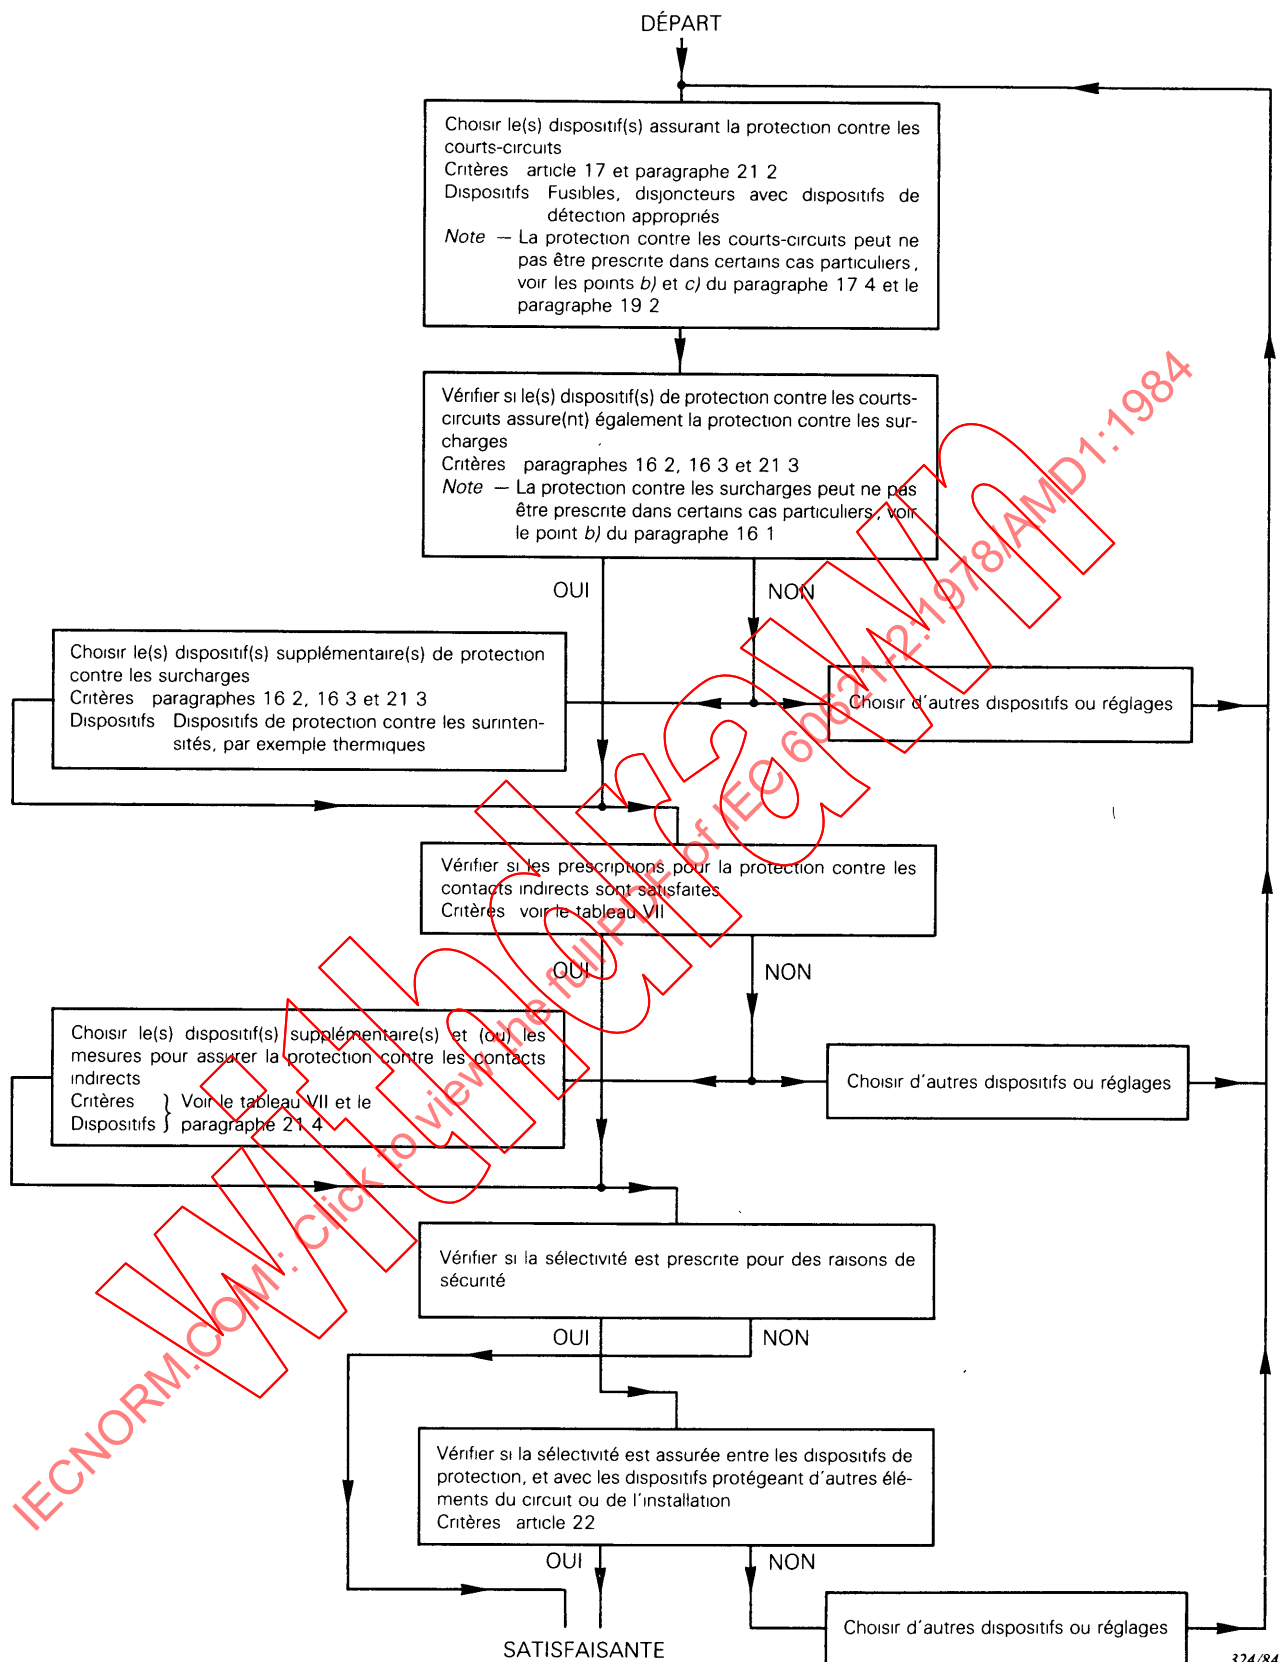 DÉPART
Choisir le(s) dispositif(s) assurant la protection contre les
courts-circuits
Critères article 17 et paragraphe 21 2
Dispositifs Fusibles, disjoncteurs avec dispositifs de
détection appropriés
Note — La protection contre les courts-circuits peut ne
pas être prescrite dans certains cas particuliers,
voir les points b) et c) du paragraphe 17 4 et le
paragraphe 19 2
Vérifier si le(s) dispositif(s) de protection contre les courts-
circuits assure(nt) également la protection contre les sur-
charges
Critères paragraphes 16 2, 16 3 et 21 3
Note — La protection contre les surcharges peut ne pas
être prescrite dans certains cas particuliers, voir
le point b) du paragraphe 16 1
OUI
NON
Choisir le(s) dispositif(s) supplémentaire(s) de protection
contre les surcharges
Critères paragraphes 16 2, 16 3 et 21 3
Dispositifs Dispositifs de protection contre les surinten-
sités, par exemple thermiques
Choisir d'autres dispositifs ou réglages
Vérifier si les prescriptions pour la protection contre les
contacts indirects sont satisfaites
Critères voir le tableau VII
OUI
NON
Choisir le(s) dispositif(s) supplémentaire(s) et (ou) les
mesures pour assurer la protection contre les contacts
indirects
Critères } Voir le tableau VII et le
Dispositifs } paragraphe 21 4
Choisir d'autres dispositifs ou réglages
Vérifier si la sélectivité est prescrite pour des raisons de
sécurité
OUI
NON
Vérifier si la sélectivité est assurée entre les dispositifs de
protection, et avec les dispositifs protégeant d'autres élé-
ments du circuit ou de l'installation
Critères article 22
OUI
NON
Choisir d'autres dispositifs ou réglages
SATISFAISANTE
324/84
IECNORM.COM : Click to view the full PDF of IEC 60621-2:1978/AMD1:1984
Withdrawn